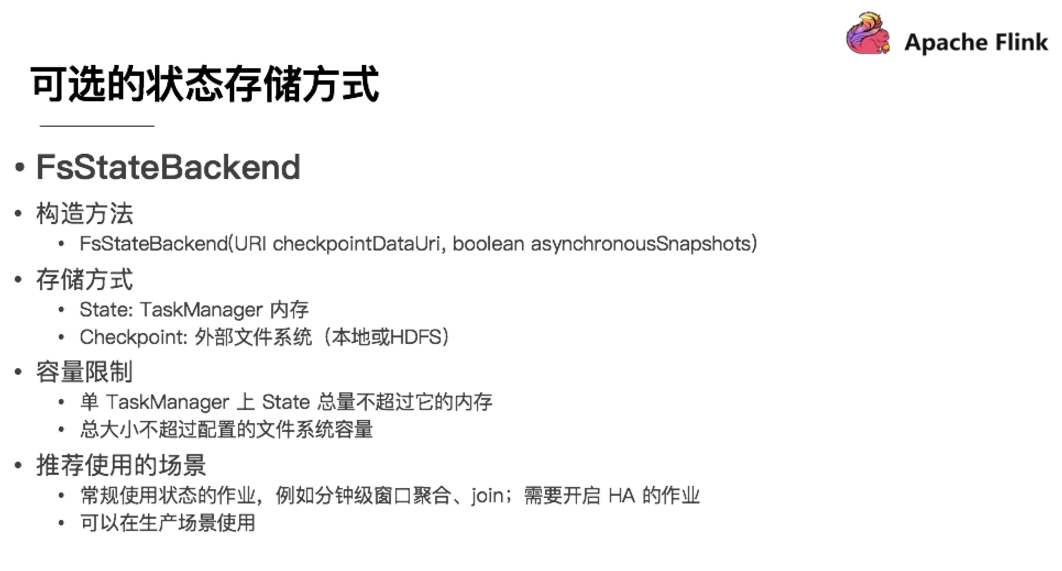 Apache Flink
可选的状态存储方式
• FsStateBackend
• 构造方法
• FsStateBackend(URI checkpointDataUri, boolean asynchronousSnapshots)
• 存储方式
• State: TaskManager 内存
• Checkpoint: 外部文件系统（本地或HDFS）
• 容量限制
• 单 TaskManager 上 State 总量不超过它的内存
• 总大小不超过配置的文件系统容量
• 推荐使用的场景
• 常规使用状态的作业，例如分钟级窗口聚合、join；需要开启 HA 的作业
• 可以在生产场景使用